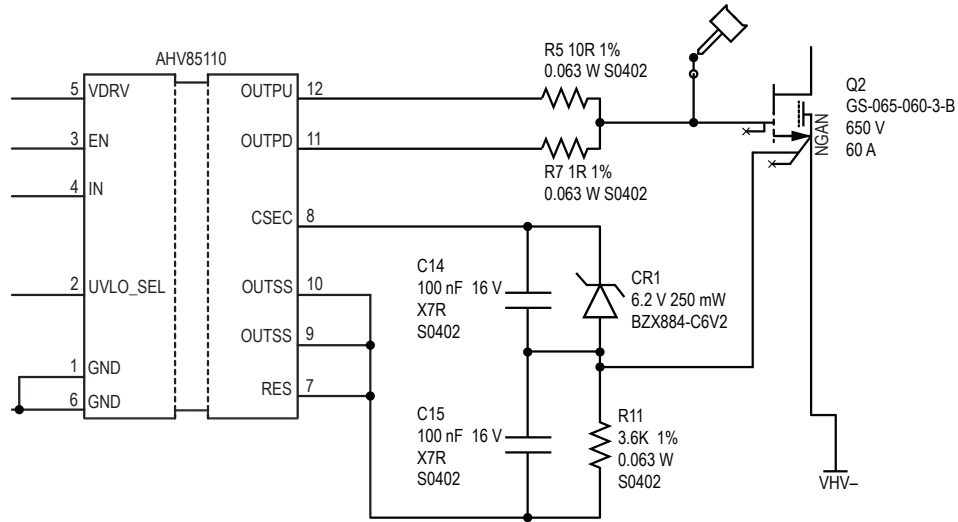 AHV85110
5 VDRV
3 EN
4 IN
2 UVLO_SEL
1 GND
6 GND
OUTPU 12
OUTPD 11
CSEC 8
OUTSS 10
OUTSS 9
RES 7
R5 10R 1%
0.063 W S0402
R7 1R 1%
0.063 W S0402
C14
100 nF 16 V
X7R
S0402
CR1
6.2 V 250 mW
BZX884-C6V2
C15
100 nF 16 V
X7R
S0402
R11
3.6K 1%
0.063 W
S0402
NGAN
Q2
GS-065-060-3-B
650 V
60 A
VHV–